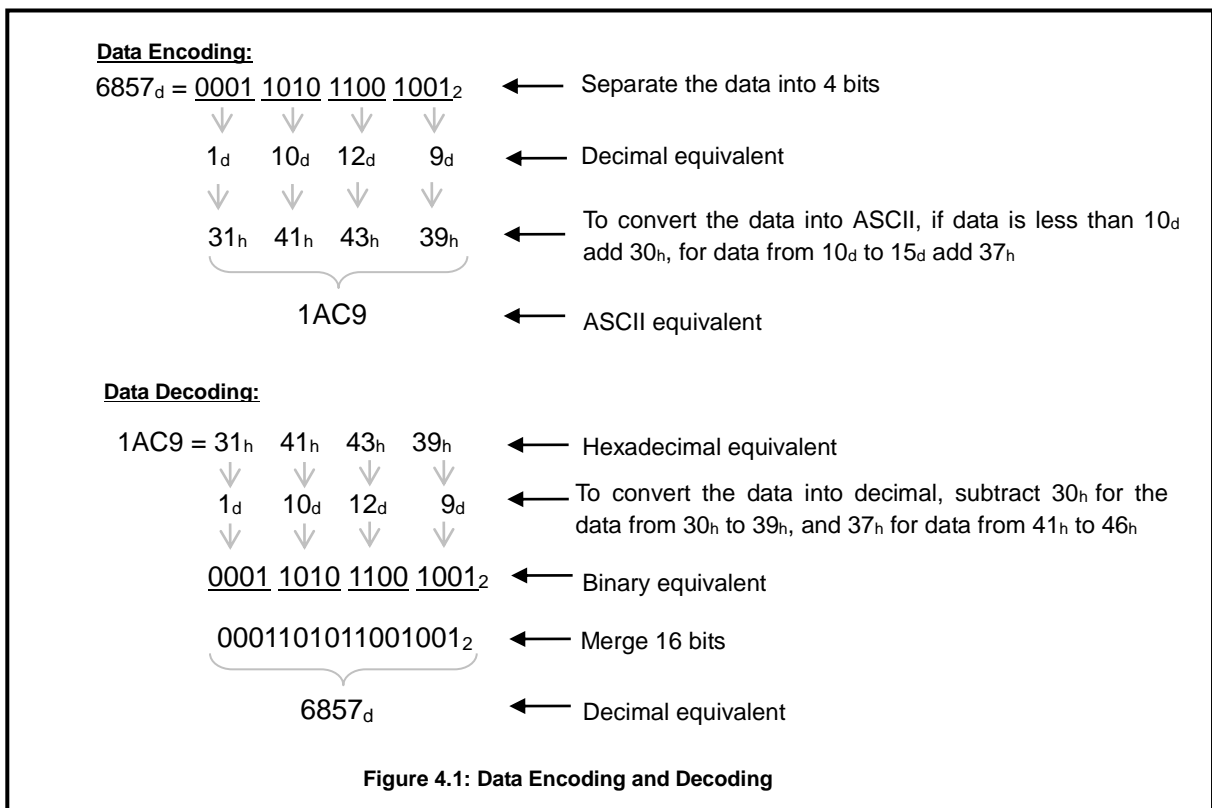 Data Encoding:
6857d = 0001 1010 1100 10012
Separate the data into 4 bits
1d 10d 12d 9d
Decimal equivalent
31h 41h 43h 39h
To convert the data into ASCII, if data is less than 10d
add 30h, for data from 10d to 15d add 37h
1AC9
ASCII equivalent
Data Decoding:
1AC9 = 31h 41h 43h 39h
Hexadecimal equivalent
1d 10d 12d 9d
To convert the data into decimal, subtract 30h for the
data from 30h to 39h, and 37h for data from 41h to 46h
0001 1010 1100 10012
Binary equivalent
00011010110010012
Merge 16 bits
6857d
Decimal equivalent
Figure 4.1: Data Encoding and Decoding